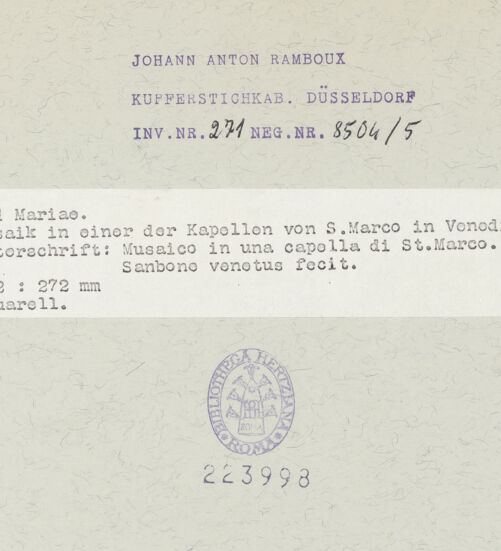 JOHANN ANTON RAMBOUX
KUPFERSTICHKAB. DÜSSELDORF
INV.NR. 271 NEG.NR. 8504/5
Mariae.
saik in einer der Kapellen von S.Marco in Vened
terschrift: Musaico in una capella di St.Marco.
Sanbono venetus fecit.
2 : 272 mm
uarell.
BIBLIOTHECA HERTZIANA
ROMA
ROMA
223998